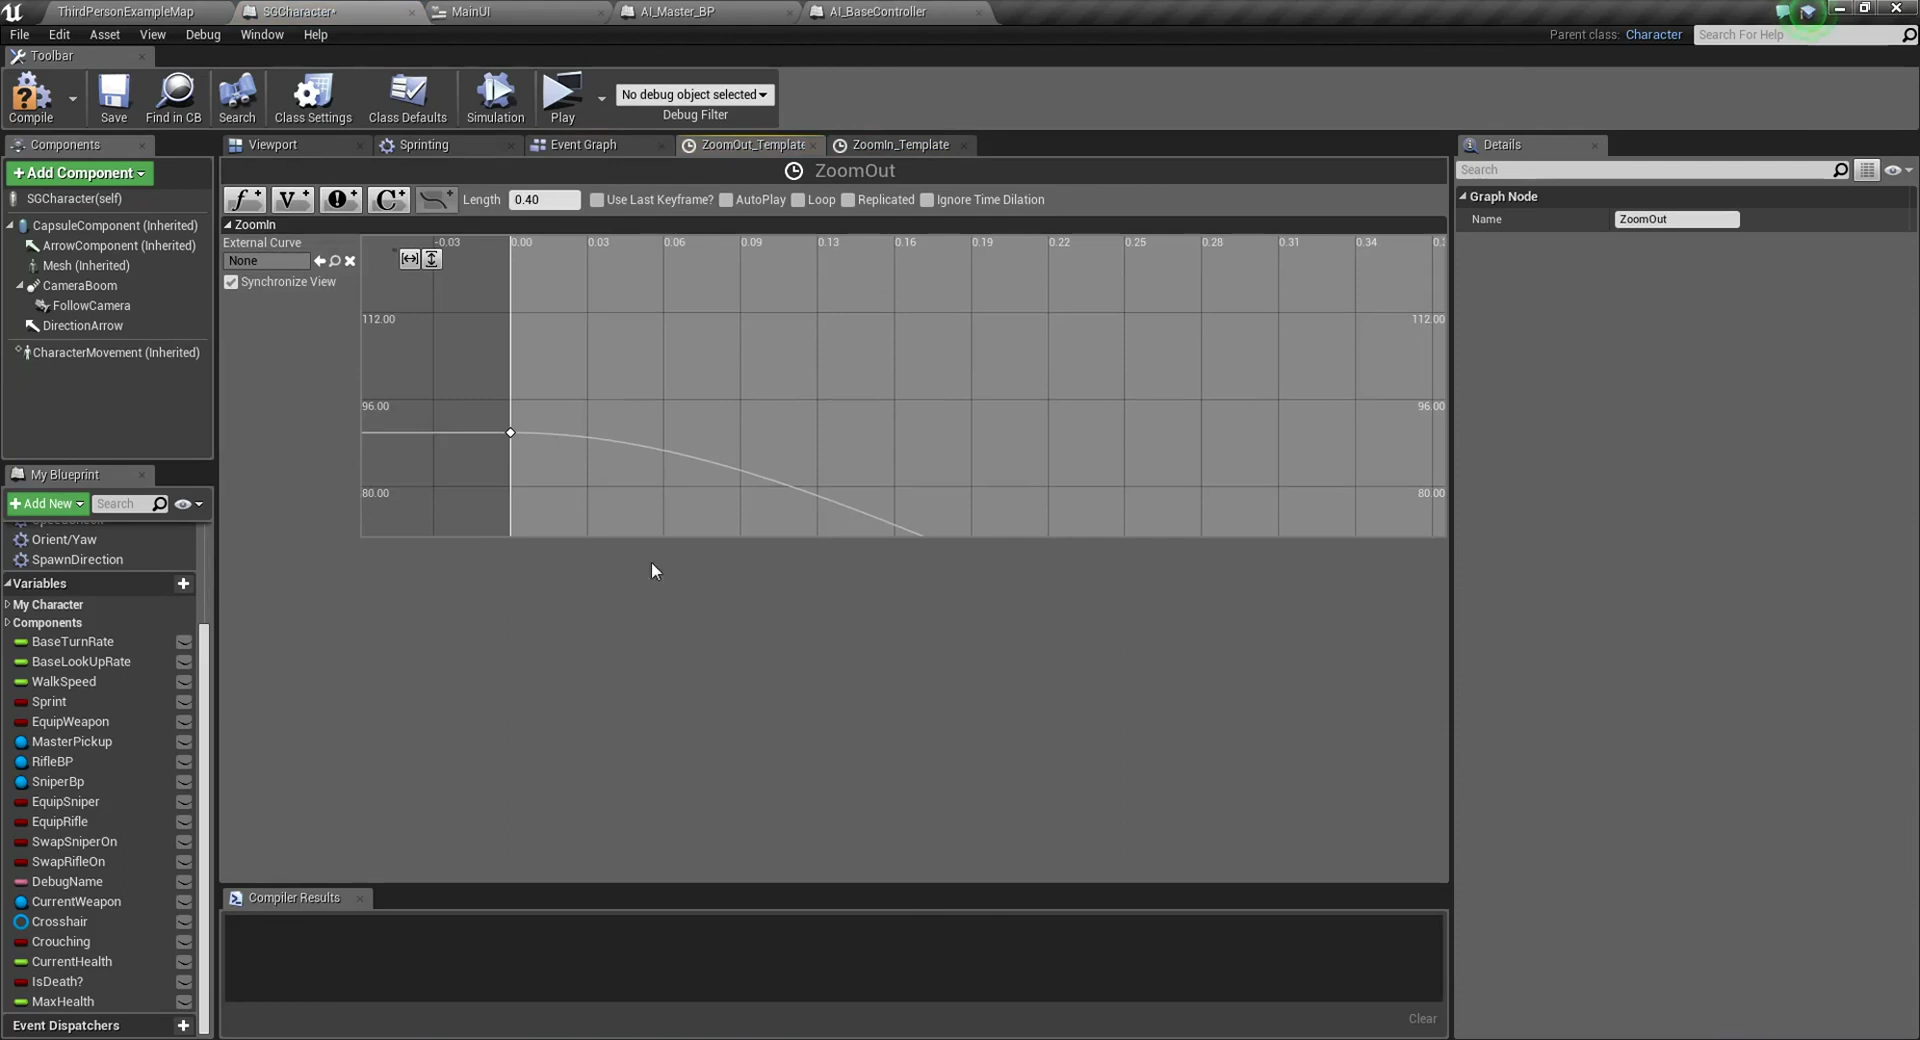 ThirdPersonExampleMap
SGCharacter*
MainUI
AI_Master_BP
AI_BaseController
File Edit Asset View Debug Window Help
Parent class: Character
Search For Help
Toolbar
Compile
Save
Find in CB
Search
Class Settings
Class Defaults
Simulation
Play
No debug object selected
Debug Filter
Components
+Add Component
SGCharacter(self)
CapsuleComponent (Inherited)
ArrowComponent (Inherited)
Mesh (Inherited)
CameraBoom
FollowCamera
DirectionArrow
CharacterMovement (Inherited)
My Blueprint
+Add New
Search
Orient/Yaw
SpawnDirection
Variables
My Character
Components
BaseTurnRate
BaseLookUpRate
WalkSpeed
Sprint
EquipWeapon
MasterPickup
RifleBP
SniperBp
EquipSniper
EquipRifle
SwapSniperOn
SwapRifleOn
DebugName
CurrentWeapon
Crosshair
Crouching
CurrentHealth
IsDeath?
MaxHealth
Event Dispatchers
Viewport
Sprinting
Event Graph
ZoomOut_Template
ZoomIn_Template
ZoomOut
f+ V+ !+ C+ Length 0.40 Use Last Keyframe? AutoPlay Loop Replicated Ignore Time Dilation
ZoomIn
External Curve
None
Synchronize View
-0.03 0.00 0.03 0.06 0.09 0.13 0.16 0.19 0.22 0.25 0.28 0.31 0.34
112.00 112.00
96.00 96.00
80.00 80.00
Compiler Results
Clear
Details
Search
Graph Node
Name ZoomOut